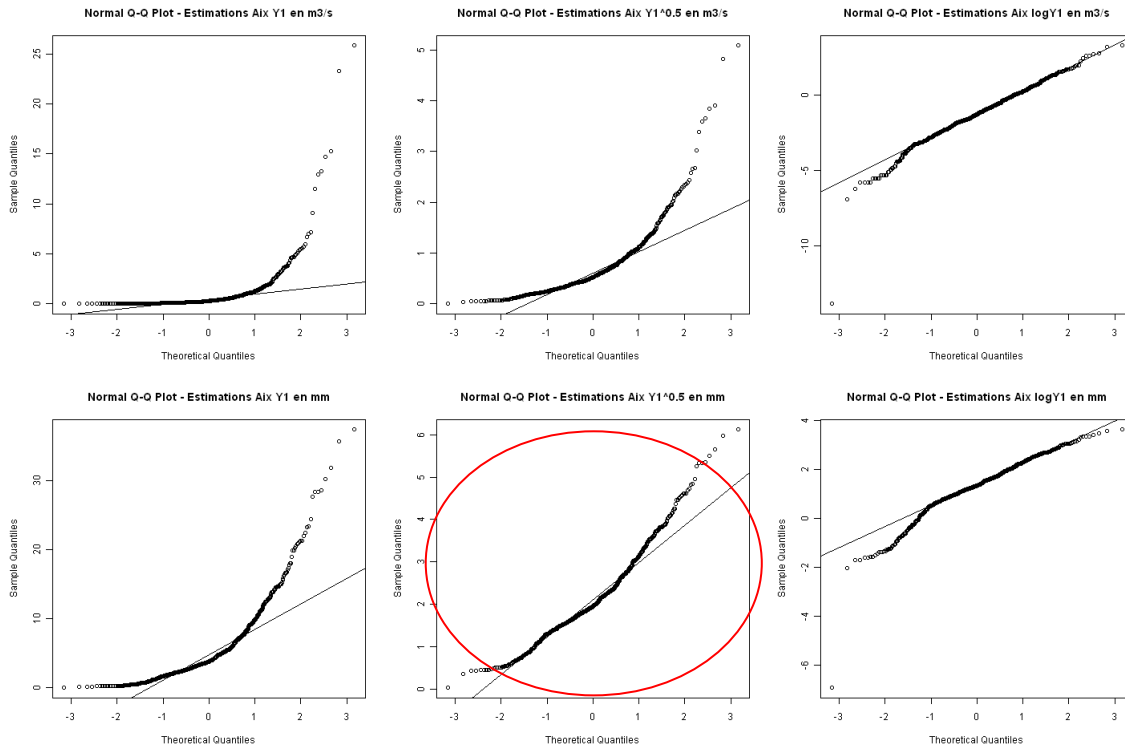 Normal Q-Q Plot - Estimations Aix Y1 en m3/s
Sample Quantiles
25
20
15
10
5
0
-3 -2 -1 0 1 2 3
Theoretical Quantiles
Normal Q-Q Plot - Estimations Aix Y1^0.5 en m3/s
Sample Quantiles
5
4
3
2
1
0
-3 -2 -1 0 1 2 3
Theoretical Quantiles
Normal Q-Q Plot - Estimations Aix logY1 en m3/s
Sample Quantiles
0
-5
-10
-3 -2 -1 0 1 2 3
Theoretical Quantiles
Normal Q-Q Plot - Estimations Aix Y1 en mm
Sample Quantiles
30
20
10
0
-3 -2 -1 0 1 2 3
Theoretical Quantiles
Normal Q-Q Plot - Estimations Aix Y1^0.5 en mm
Sample Quantiles
6
5
4
3
2
1
0
-3 -2 -1 0 1 2 3
Theoretical Quantiles
Normal Q-Q Plot - Estimations Aix logY1 en mm
Sample Quantiles
4
2
0
-2
-4
-6
-3 -2 -1 0 1 2 3
Theoretical Quantiles